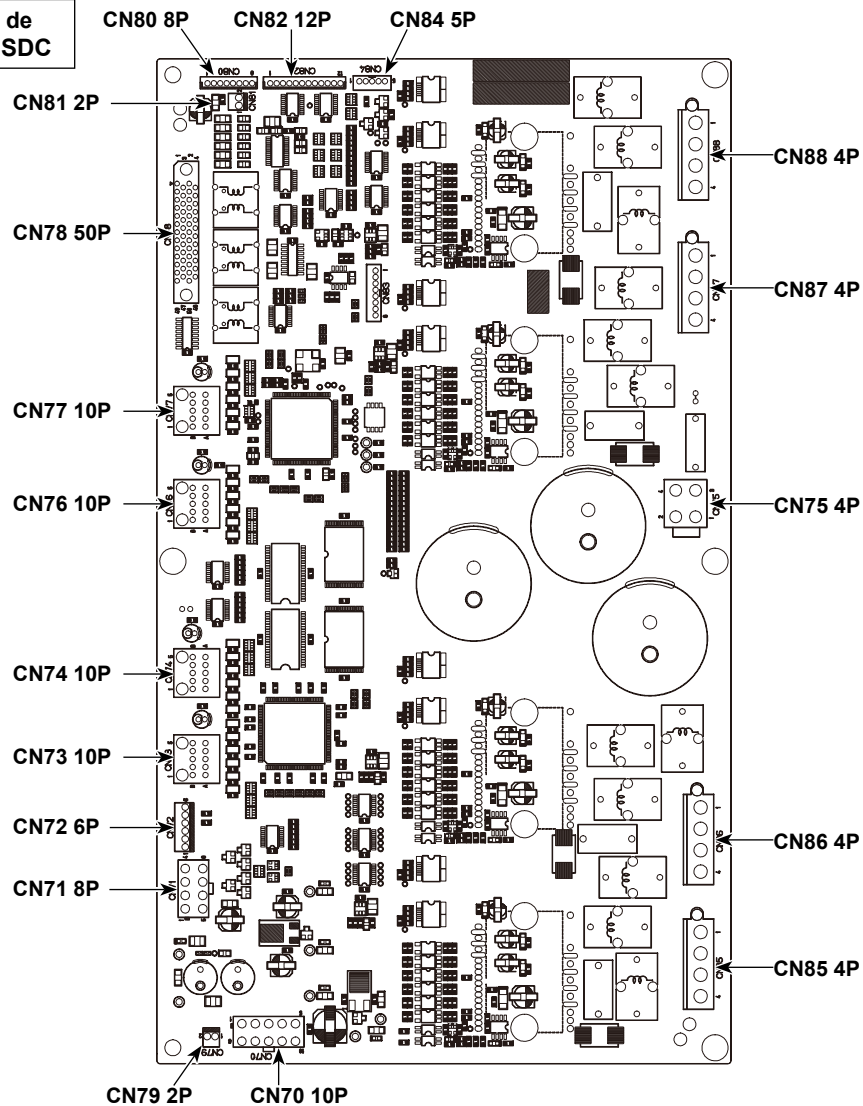 de
SDC
CN80 8P
CN82 12P
CN84 5P
CN81 2P
CN88 4P
CN78 50P
CN87 4P
CN77 10P
CN76 10P
CN75 4P
CN74 10P
CN73 10P
CN72 6P
CN86 4P
CN71 8P
CN85 4P
CN79 2P
CN70 10P